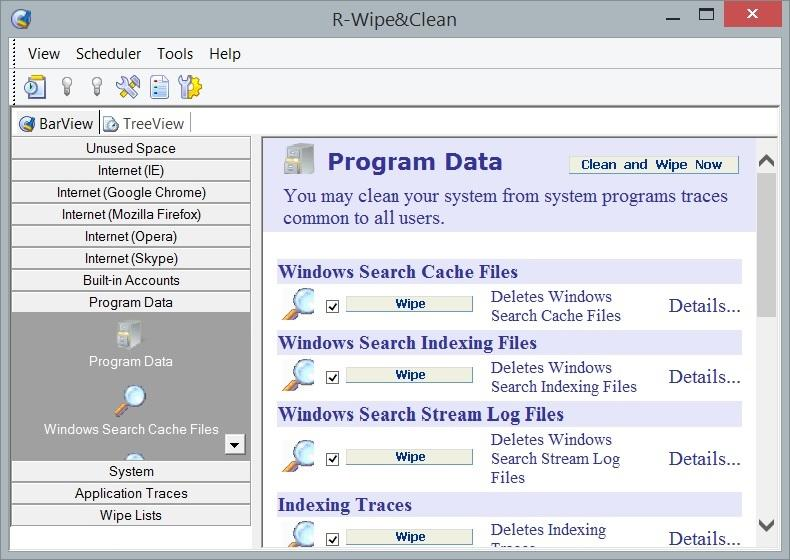 R-Wipe&Clean
View Scheduler Tools Help
BarView TreeView
Unused Space
Internet (IE)
Internet (Google Chrome)
Internet (Mozilla Firefox)
Internet (Opera)
Internet (Skype)
Built-in Accounts
Program Data
Program Data
Windows Search Cache Files
System
Application Traces
Wipe Lists
Program Data
Clean and Wipe Now
You may clean your system from system programs traces
common to all users.
Windows Search Cache Files
Wipe
Deletes Windows
Search Cache Files
Details...
Windows Search Indexing Files
Wipe
Deletes Windows
Search Indexing Files
Details...
Windows Search Stream Log Files
Wipe
Deletes Windows
Search Stream Log
Files
Details...
Indexing Traces
Wipe
Deletes Indexing
Details...